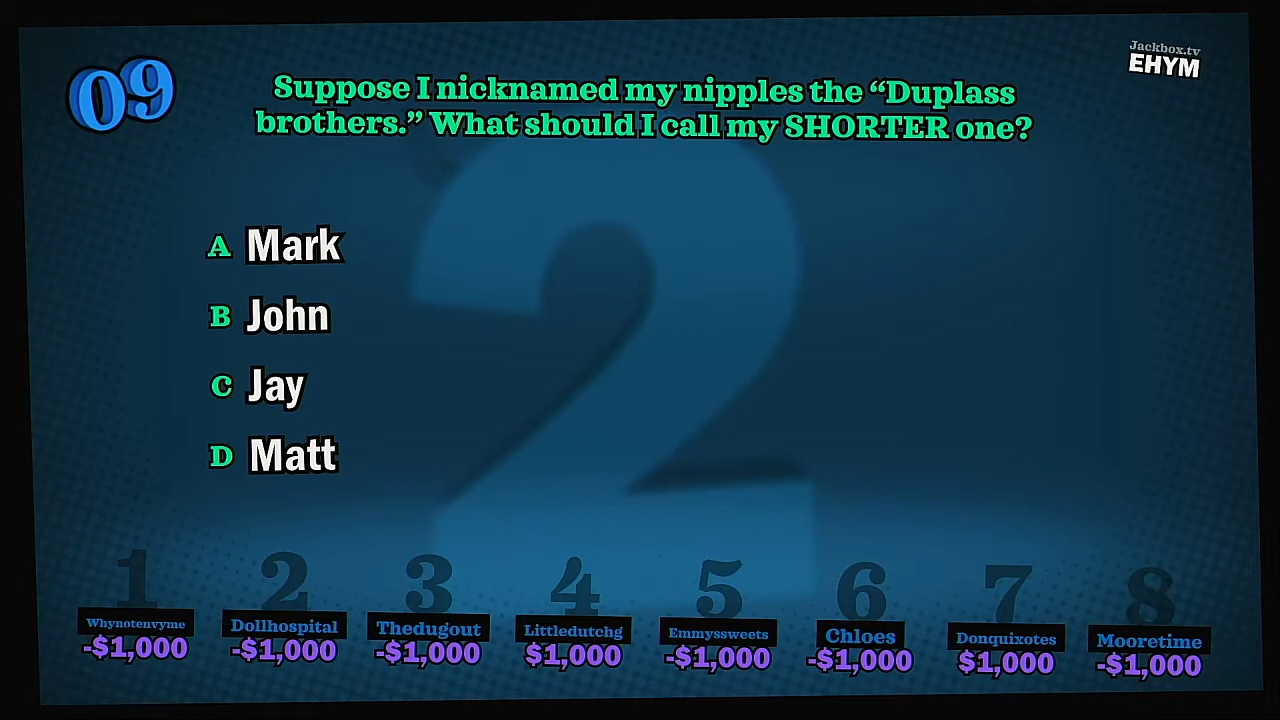 09
Jackbox.tv
EHYM
Suppose I nicknamed my nipples the “Duplass
brothers.” What should I call my SHORTER one?
2
A Mark
B John
C Jay
D Matt
1 2 3 4 5 6 7 8
Whynotenvyme Dollhospital Thedugout Littledutchg Emmyssweets Chloes Donquixotes Mooretime
-$1,000 -$1,000 -$1,000 $1,000 -$1,000 -$1,000 $1,000 -$1,000